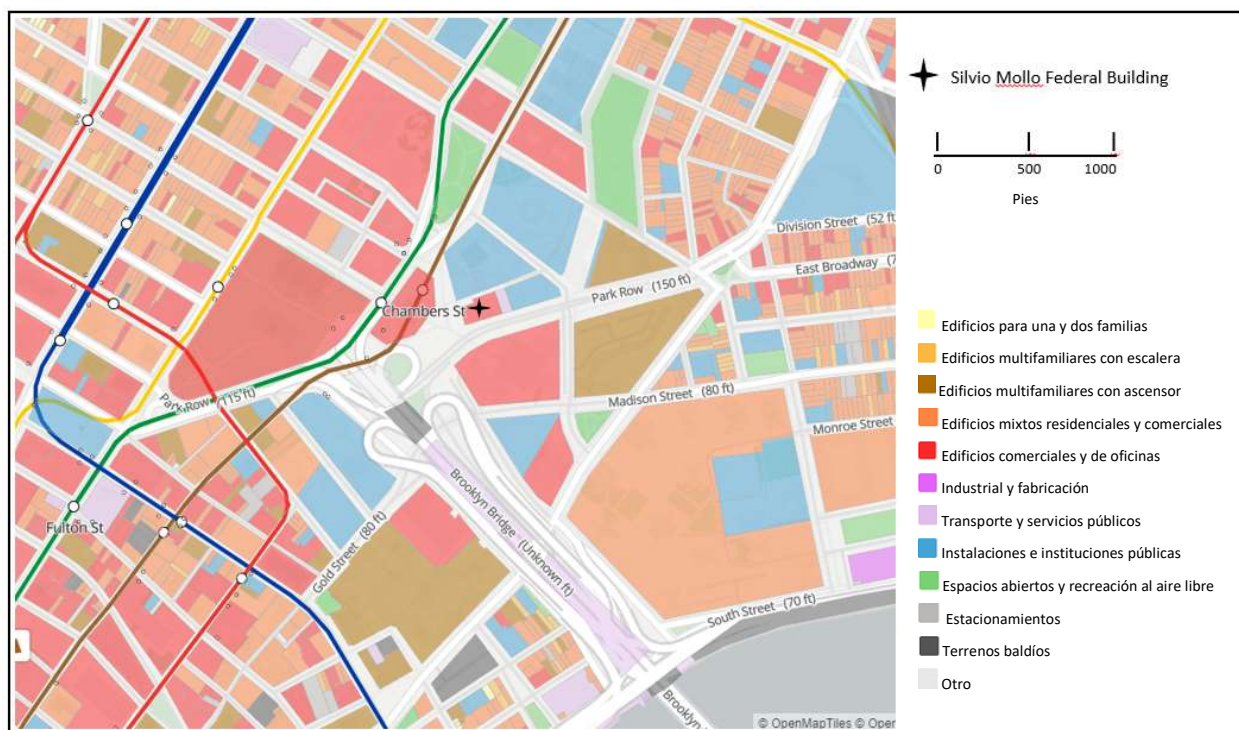 Silvio Mollo Federal Building
0
500
1000
Pies
Division Street (52 ft
East Broadway (7
Park Row (150 ft)
Chambers St
Park Row (115 ft)
Madison Street (80 ft)
Monroe Street
Brooklyn Bridge (Unknown ft)
Fulton St
Gold Street (80 ft)
South Street (70 ft)
Brooklyn
© OpenMapTiles © Oper
Edificios para una y dos familias
Edificios multifamiliares con escalera
Edificios multifamiliares con ascensor
Edificios mixtos residenciales y comerciales
Edificios comerciales y de oficinas
Industrial y fabricación
Transporte y servicios públicos
Instalaciones e instituciones públicas
Espacios abiertos y recreación al aire libre
Estacionamientos
Terrenos baldíos
Otro